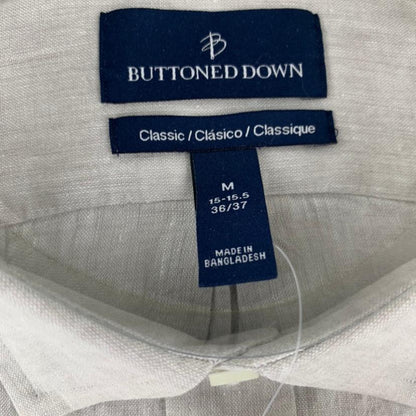 BUTTONED DOWN
Classic / Clásico / Classique
M
15-15.5
36/37
MADE IN
BANGLADESH